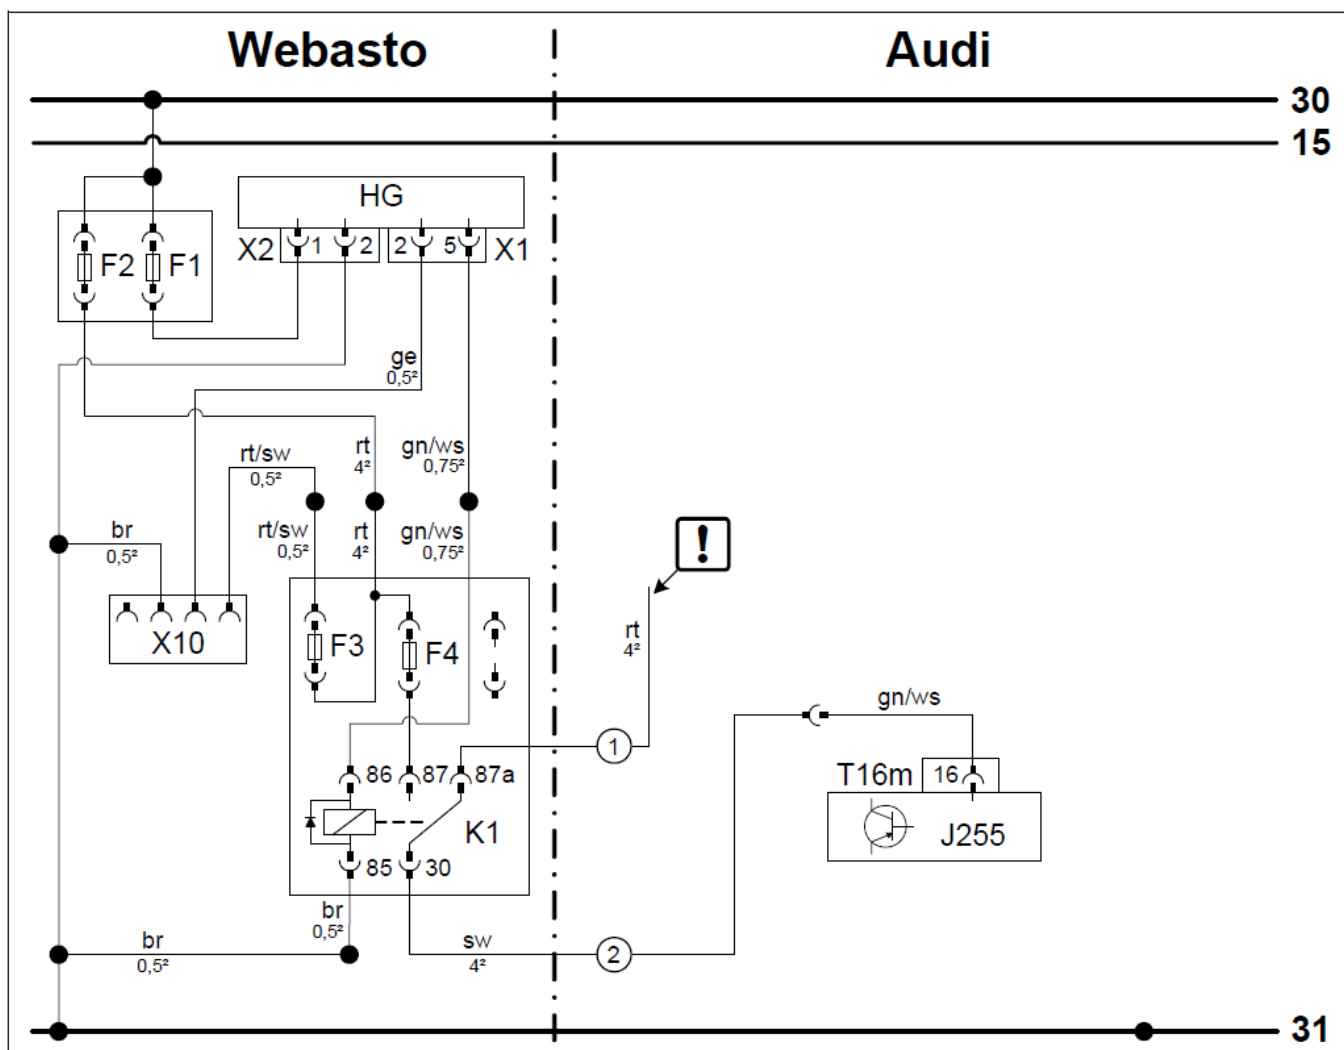 Webasto Audi
30
15
HG
X2 1 2 2 5 X1
F2 F1
ge
0,5²
rt/sw
0,5²
rt
4²
gn/ws
0,75²
br
0,5²
rt/sw
0,5²
rt
4²
gn/ws
0,75²
!
X10
F3 F4
rt
4²
gn/ws
1
86 87 87a
T16m 16
K1
J255
85 30
br
0,5²
br
0,5²
sw
4²
2
31